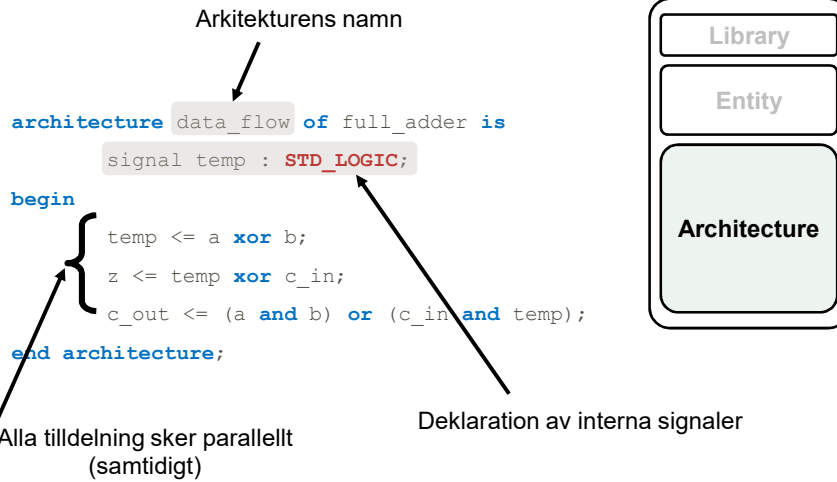 Arkitekturens namn
Library
Entity
architecture data_flow of full_adder is
signal temp : STD_LOGIC;
begin
temp <= a xor b;
z <= temp xor c_in;
c_out <= (a and b) or (c_in and temp);
end architecture;
Architecture
Alla tilldelning sker parallellt
(samtidigt)
Deklaration av interna signaler